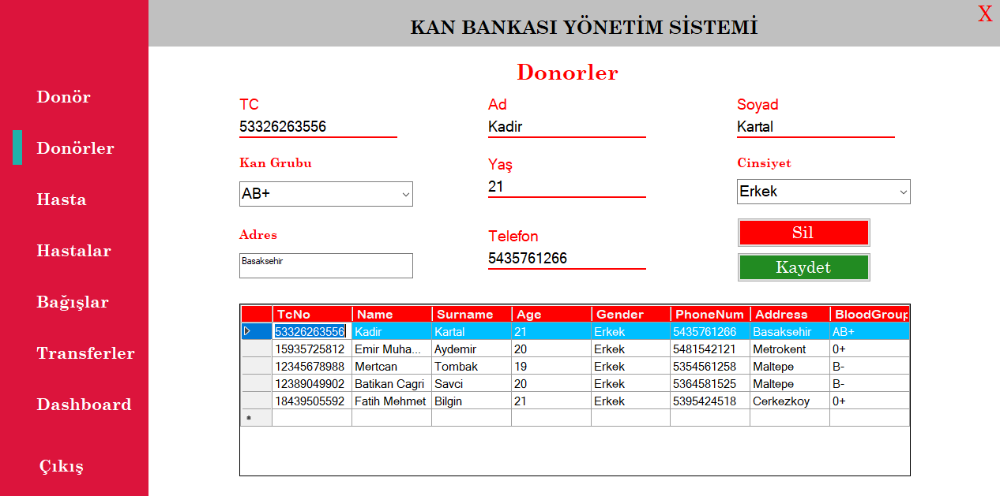 KAN BANKASI YÖNETİM SİSTEMİ
X
Donör
Donörler
Hasta
Hastalar
Bağışlar
Transferler
Dashboard
Çıkış
Donorler
TC Ad Soyad
53326263556 Kadir Kartal
Kan Grubu Yaş Cinsiyet
AB+ 21 Erkek
Adres Telefon Sil
Basaksehir 5435761266 Kaydet
TcNo Name Surname Age Gender PhoneNum Address BloodGroup
53326263556 Kadir Kartal 21 Erkek 5435761266 Basaksehir AB+
15935725812 Emir Muha... Aydemir 20 Erkek 5481542121 Metrokent 0+
12345678988 Mertcan Tombak 19 Erkek 5354561258 Maltepe B-
12389049902 Batikan Cagri Savci 20 Erkek 5364581525 Maltepe B-
18439505592 Fatih Mehmet Bilgin 21 Erkek 5395424518 Cerkezkoy 0+